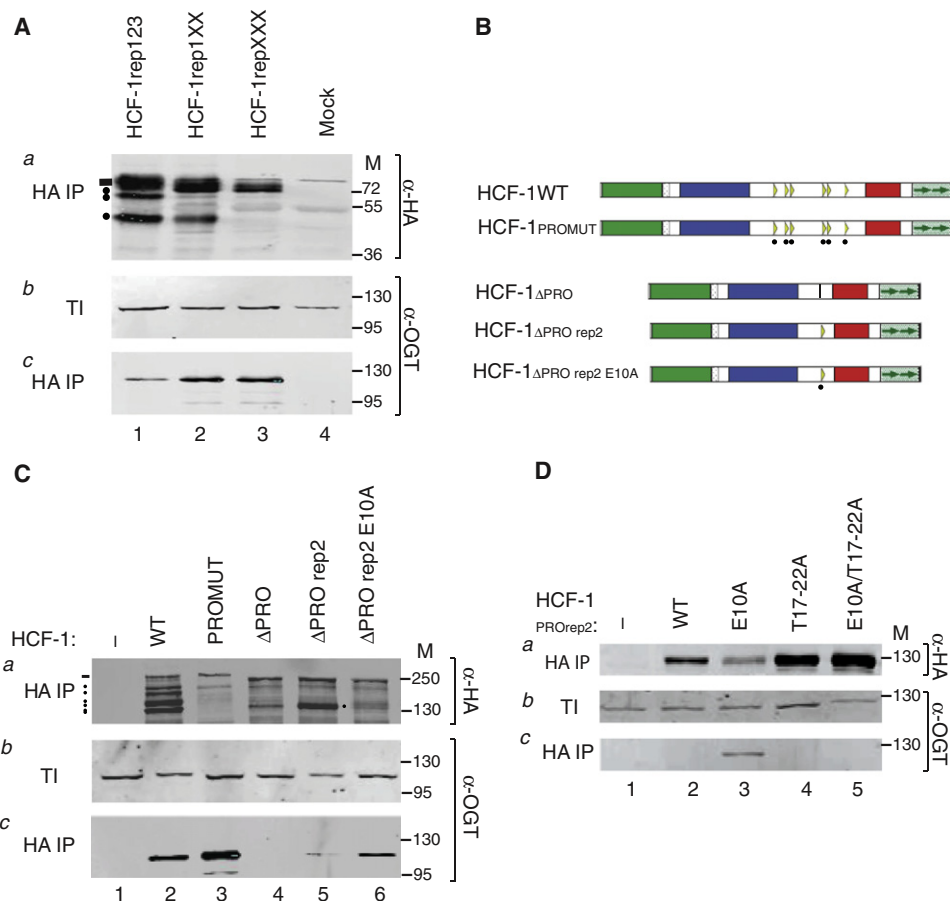 A
HCF-1rep123
HCF-1rep1XX
HCF-1repXXX
Mock
a
M
HA IP
72
55
36
α-HA
b
TI
130
95
c
HA IP
130
95
α-OGT
1 2 3 4
B
HCF-1WT
HCF-1PROMUT
HCF-1ΔPRO
HCF-1ΔPRO rep2
HCF-1ΔPRO rep2 E10A
C
HCF-1: –
WT
PROMUT
ΔPRO
ΔPRO rep2
ΔPRO rep2 E10A
M
a
HA IP
250
130
α-HA
b
TI
130
95
c
HA IP
130
95
α-OGT
1 2 3 4 5 6
D
HCF-1
PROrep2: –
WT
E10A
T17-22A
E10A/T17-22A
M
a
HA IP
130
α-HA
b
TI
130
c
HA IP
130
α-OGT
1 2 3 4 5